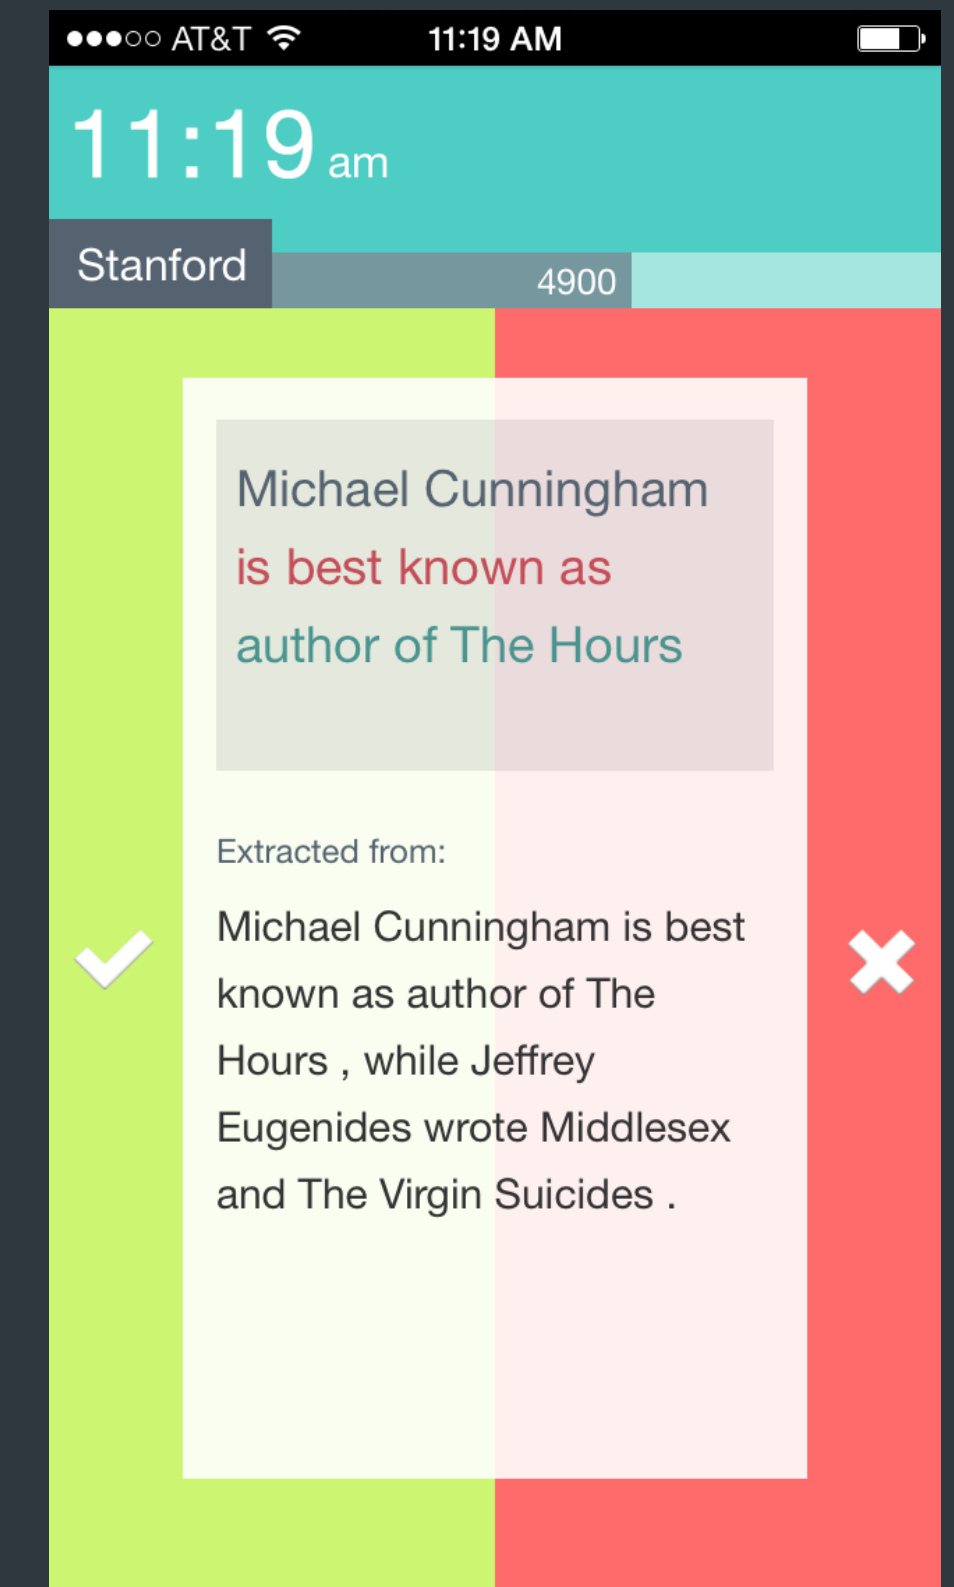 AT&T 11:19 AM
11:19 am
Stanford
4900
Michael Cunningham
is best known as
author of The Hours
Extracted from:
Michael Cunningham is best
known as author of The
Hours , while Jeffrey
Eugenides wrote Middlesex
and The Virgin Suicides .